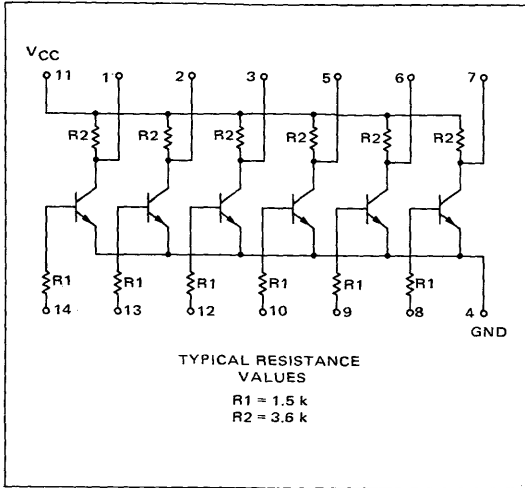 VCC
11 1 2 3 5 6 7
R2 R2 R2 R2 R2 R2
R1 R1 R1 R1 R1 R1
14 13 12 10 9 8 4
GND
TYPICAL RESISTANCE
VALUES
R1 = 1.5 k
R2 = 3.6 k